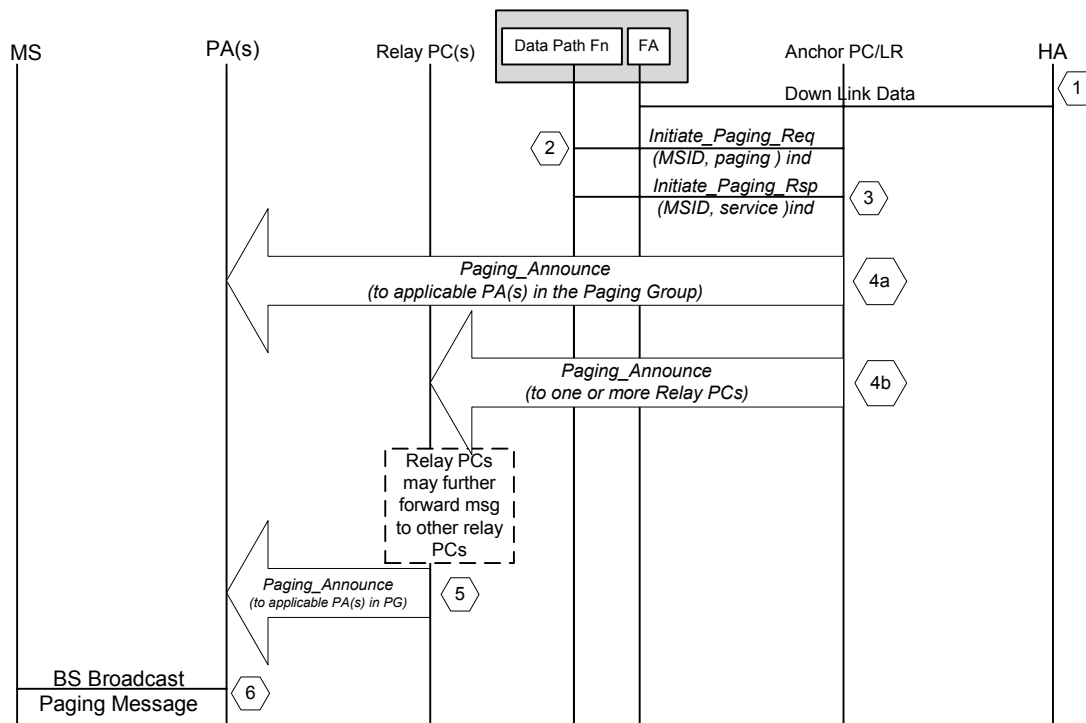 MS
PA(s)
Relay PC(s)
Data Path Fn
FA
Anchor PC/LR
HA
Down Link Data
1
2
Initiate_Paging_Req
(MSID, paging ) ind
Initiate_Paging_Rsp
(MSID, service )ind
3
Paging_Announce
(to applicable PA(s) in the Paging Group)
4a
Paging_Announce
(to one or more Relay PCs)
4b
Relay PCs
may further
forward msg
to other relay
PCs
Paging_Announce
(to applicable PA(s) in PG)
5
BS Broadcast
Paging Message
6